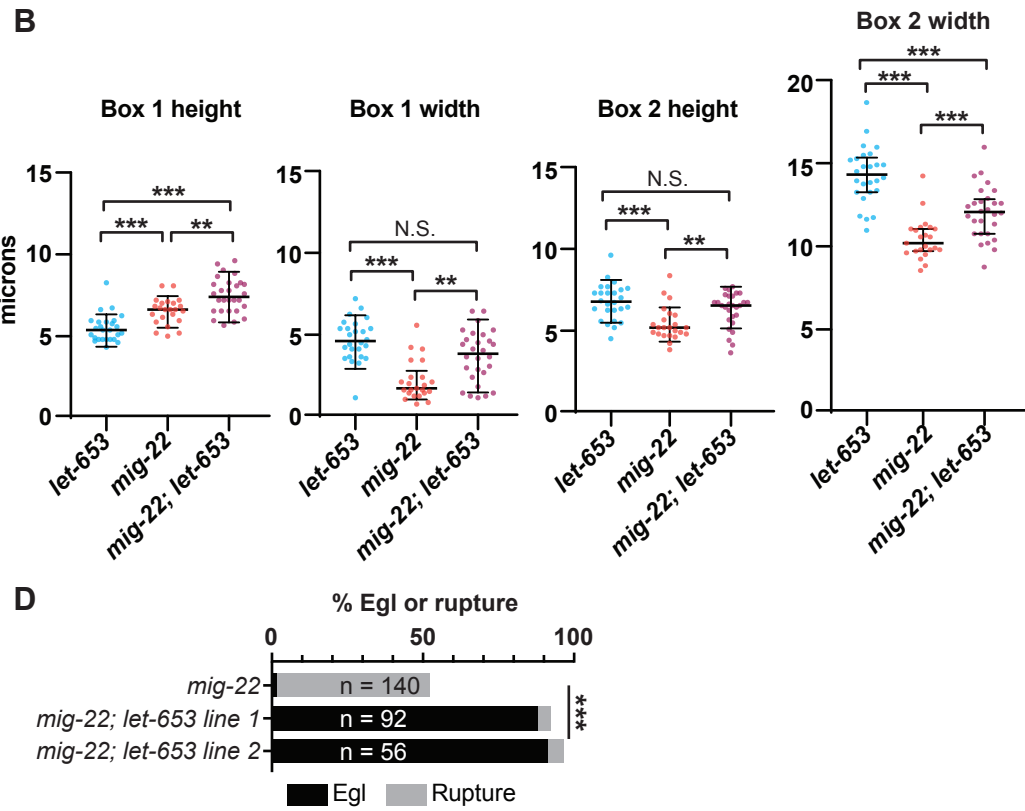 B
Box 1 height
Box 1 width
Box 2 height
Box 2 width
microns
15
10
5
0
***
***
**
let-653
mig-22
mig-22; let-653
15
10
5
0
N.S.
***
**
let-653
mig-22
mig-22; let-653
15
10
5
0
N.S.
***
**
let-653
mig-22
mig-22; let-653
20
15
10
5
0
***
***
***
let-653
mig-22
mig-22; let-653
D
% Egl or rupture
0 50 100
mig-22 n = 140
mig-22; let-653 line 1 n = 92
mig-22; let-653 line 2 n = 56
***
Egl Rupture